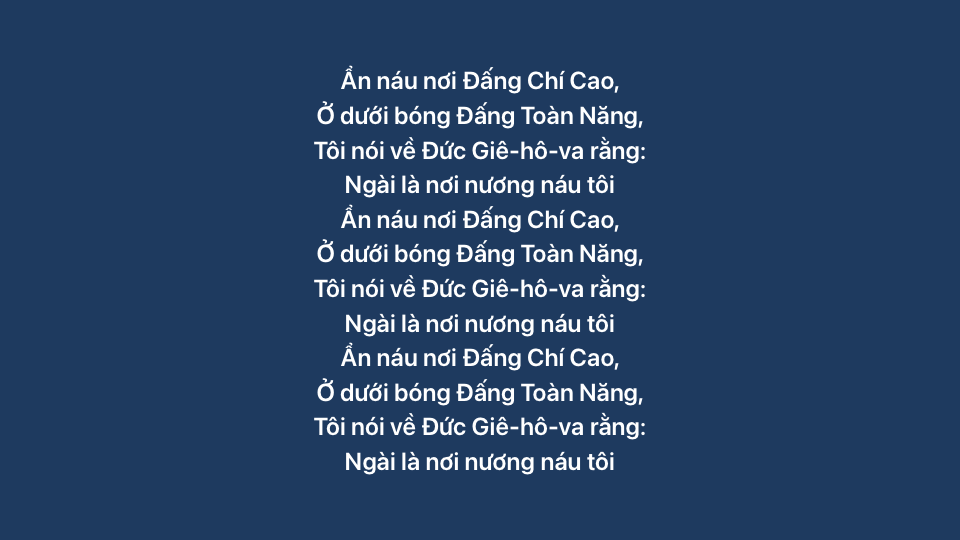 Ẩn náu nơi Đấng Chí Cao,
Ở dưới bóng Đấng Toàn Năng,
Tôi nói về Đức Giê-hô-va rằng:
Ngài là nơi nương náu tôi
Ẩn náu nơi Đấng Chí Cao,
Ở dưới bóng Đấng Toàn Năng,
Tôi nói về Đức Giê-hô-va rằng:
Ngài là nơi nương náu tôi
Ẩn náu nơi Đấng Chí Cao,
Ở dưới bóng Đấng Toàn Năng,
Tôi nói về Đức Giê-hô-va rằng:
Ngài là nơi nương náu tôi